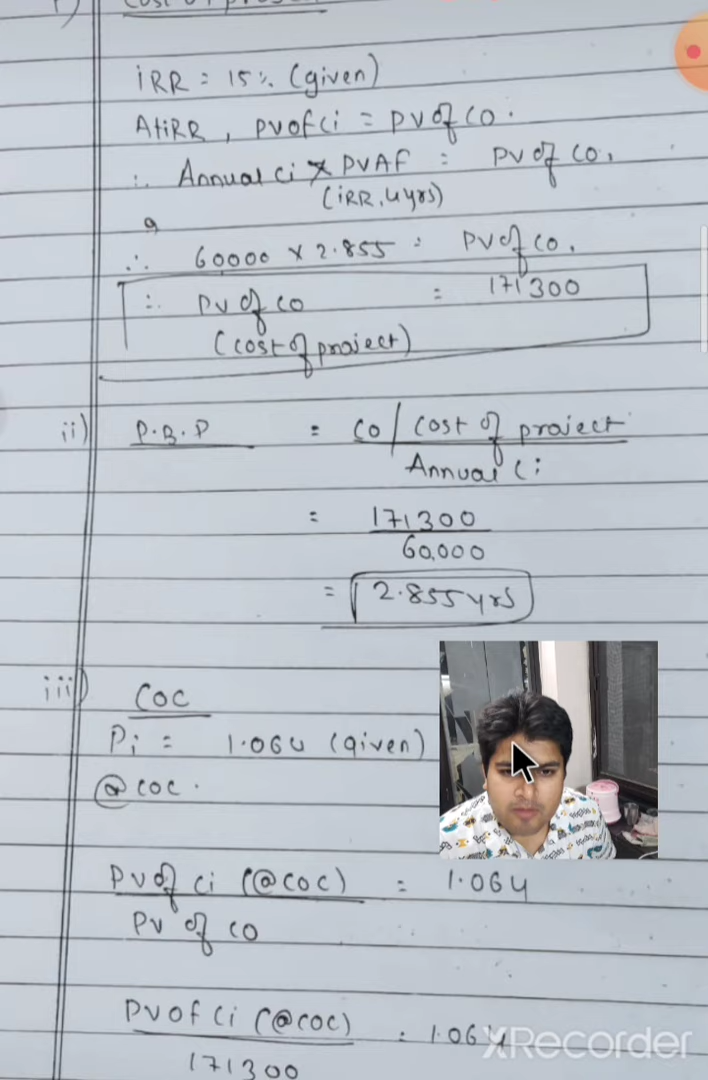 i) Cost of project
iRR = 15% (given)
At iRR, PV of Ci = PV of CO.
∴ Annual Ci × PVAF = PV of CO.
(iRR, 4yrs)
∴ 60000 × 2.855 = PV of CO.
∴ PV of CO = 171300
(Cost of project)
ii) P.B.P = CO / Cost of project
Annual Ci
= 171300
60,000
= 2.855 yrs
iii) COC
Pi = 1.064 (given)
@ COC.
PV of Ci (@COC) = 1.064
PV of CO
PV of Ci (@COC) = 1.064
171300
XRecorder